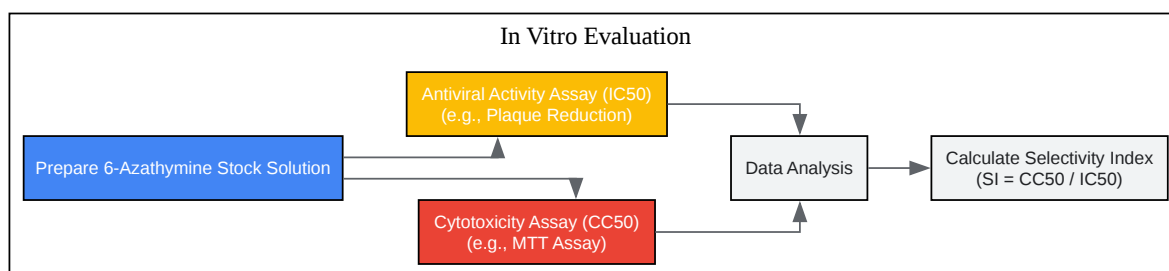 In Vitro Evaluation
Prepare 6-Azathymine Stock Solution
Antiviral Activity Assay (IC50)
(e.g., Plaque Reduction)
Cytotoxicity Assay (CC50)
(e.g., MTT Assay)
Data Analysis
Calculate Selectivity Index
(SI = CC50 / IC50)